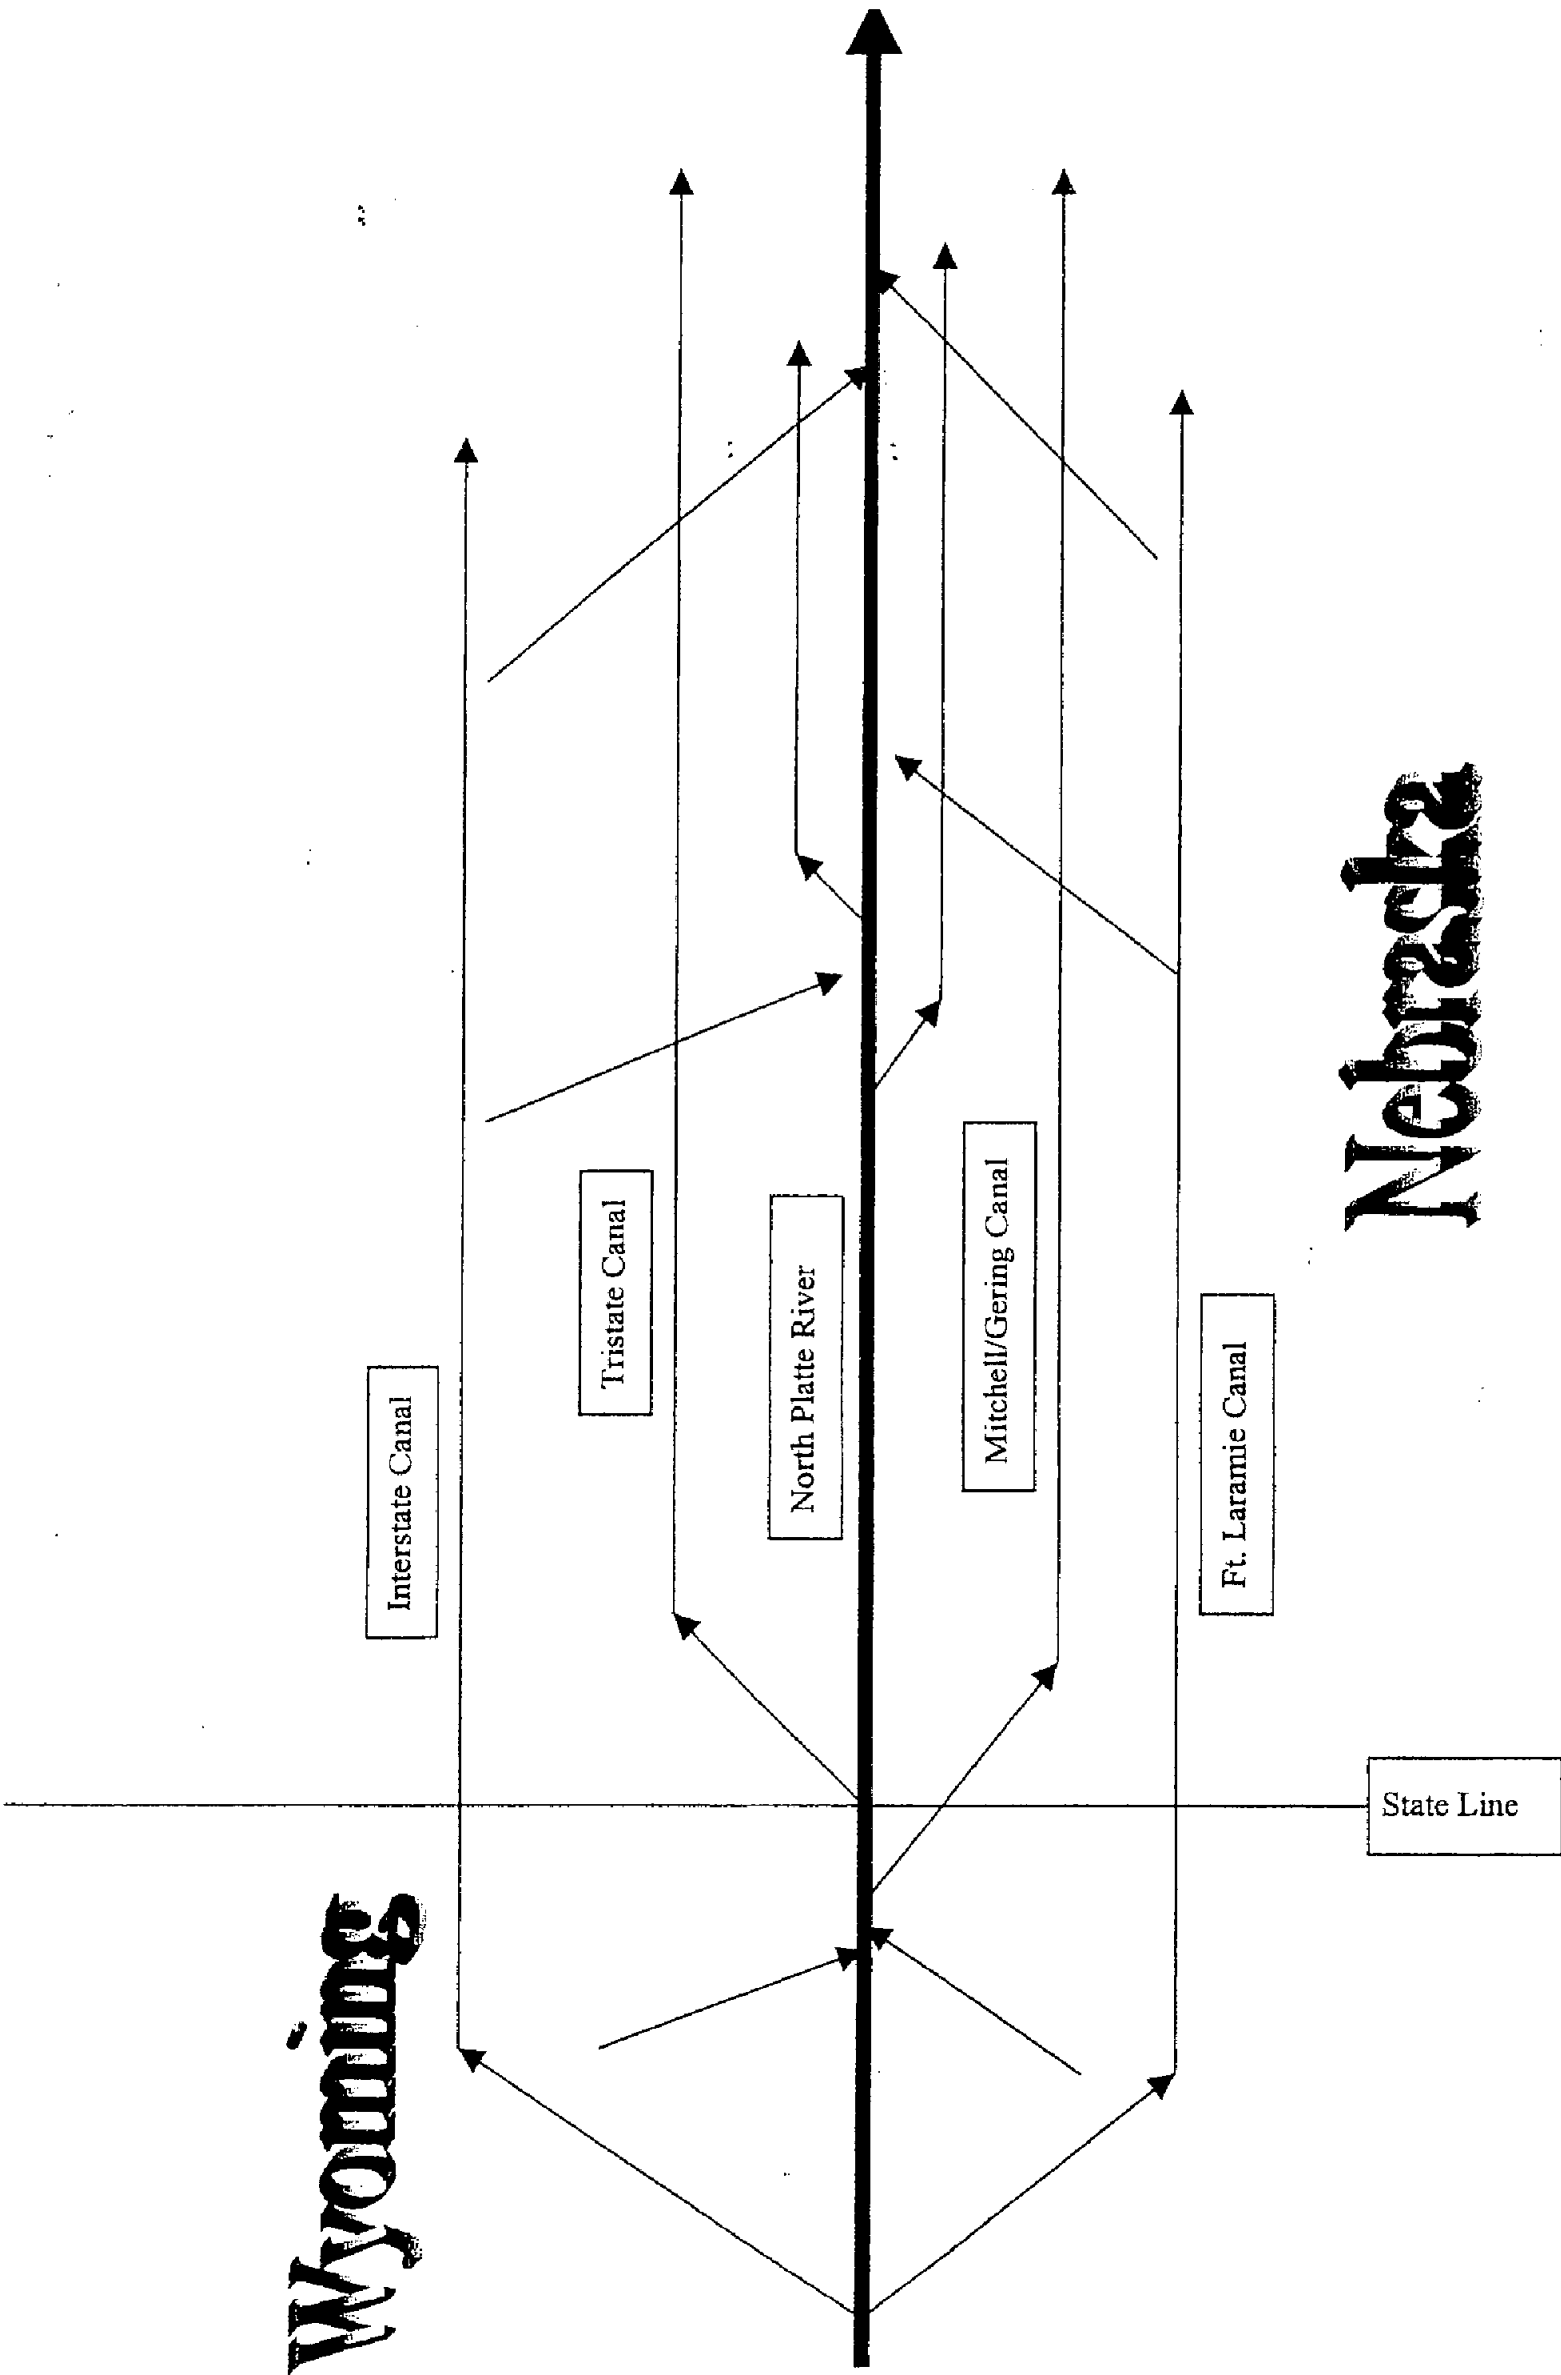 Wyoming
Nebraska
Interstate Canal
Tristate Canal
North Platte River
Mitchell/Gering Canal
Ft. Laramie Canal
State Line